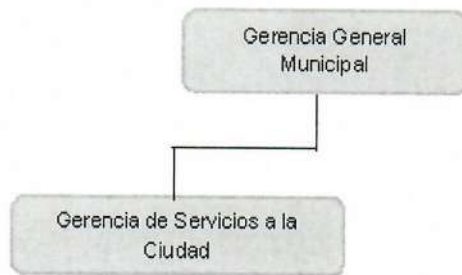 Gerencia General
Municipal
Gerencia de Servicios a la
Ciudad